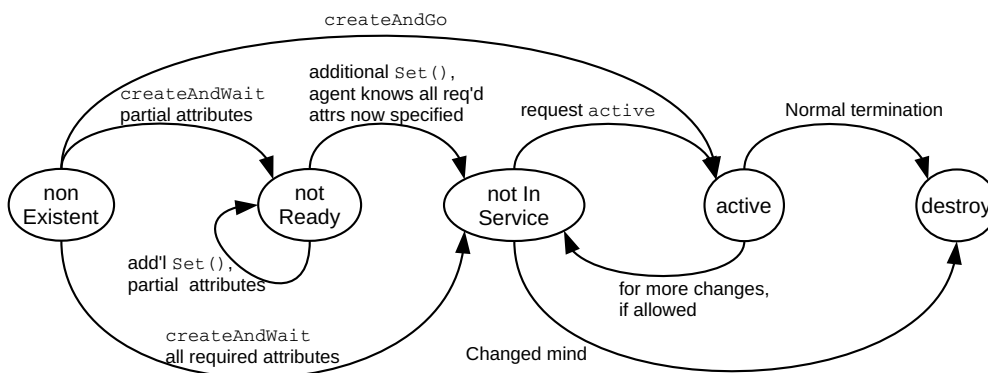 createAndGo
createAndWait
partial attributes
additional Set(),
agent knows all req'd
attrs now specified
request active
Normal termination
non
Existent
not
Ready
not In
Service
active
destroy
add'l Set(),
partial attributes
for more changes,
if allowed
createAndWait
all required attributes
Changed mind